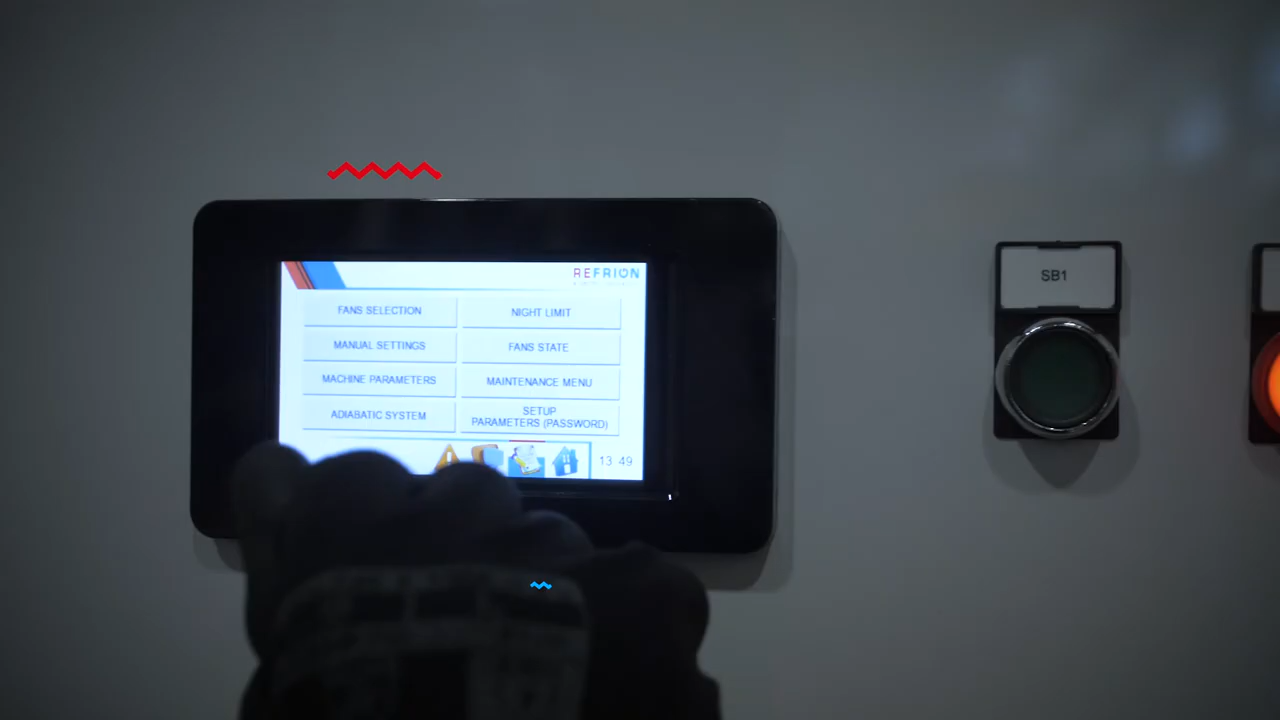 REFRION
FANS SELECTION
NIGHT LIMIT
MANUAL SETTINGS
FANS STATE
MACHINE PARAMETERS
MAINTENANCE MENU
ADIABATIC SYSTEM
SETUP
PARAMETERS (PASSWORD)
13 49
SB1